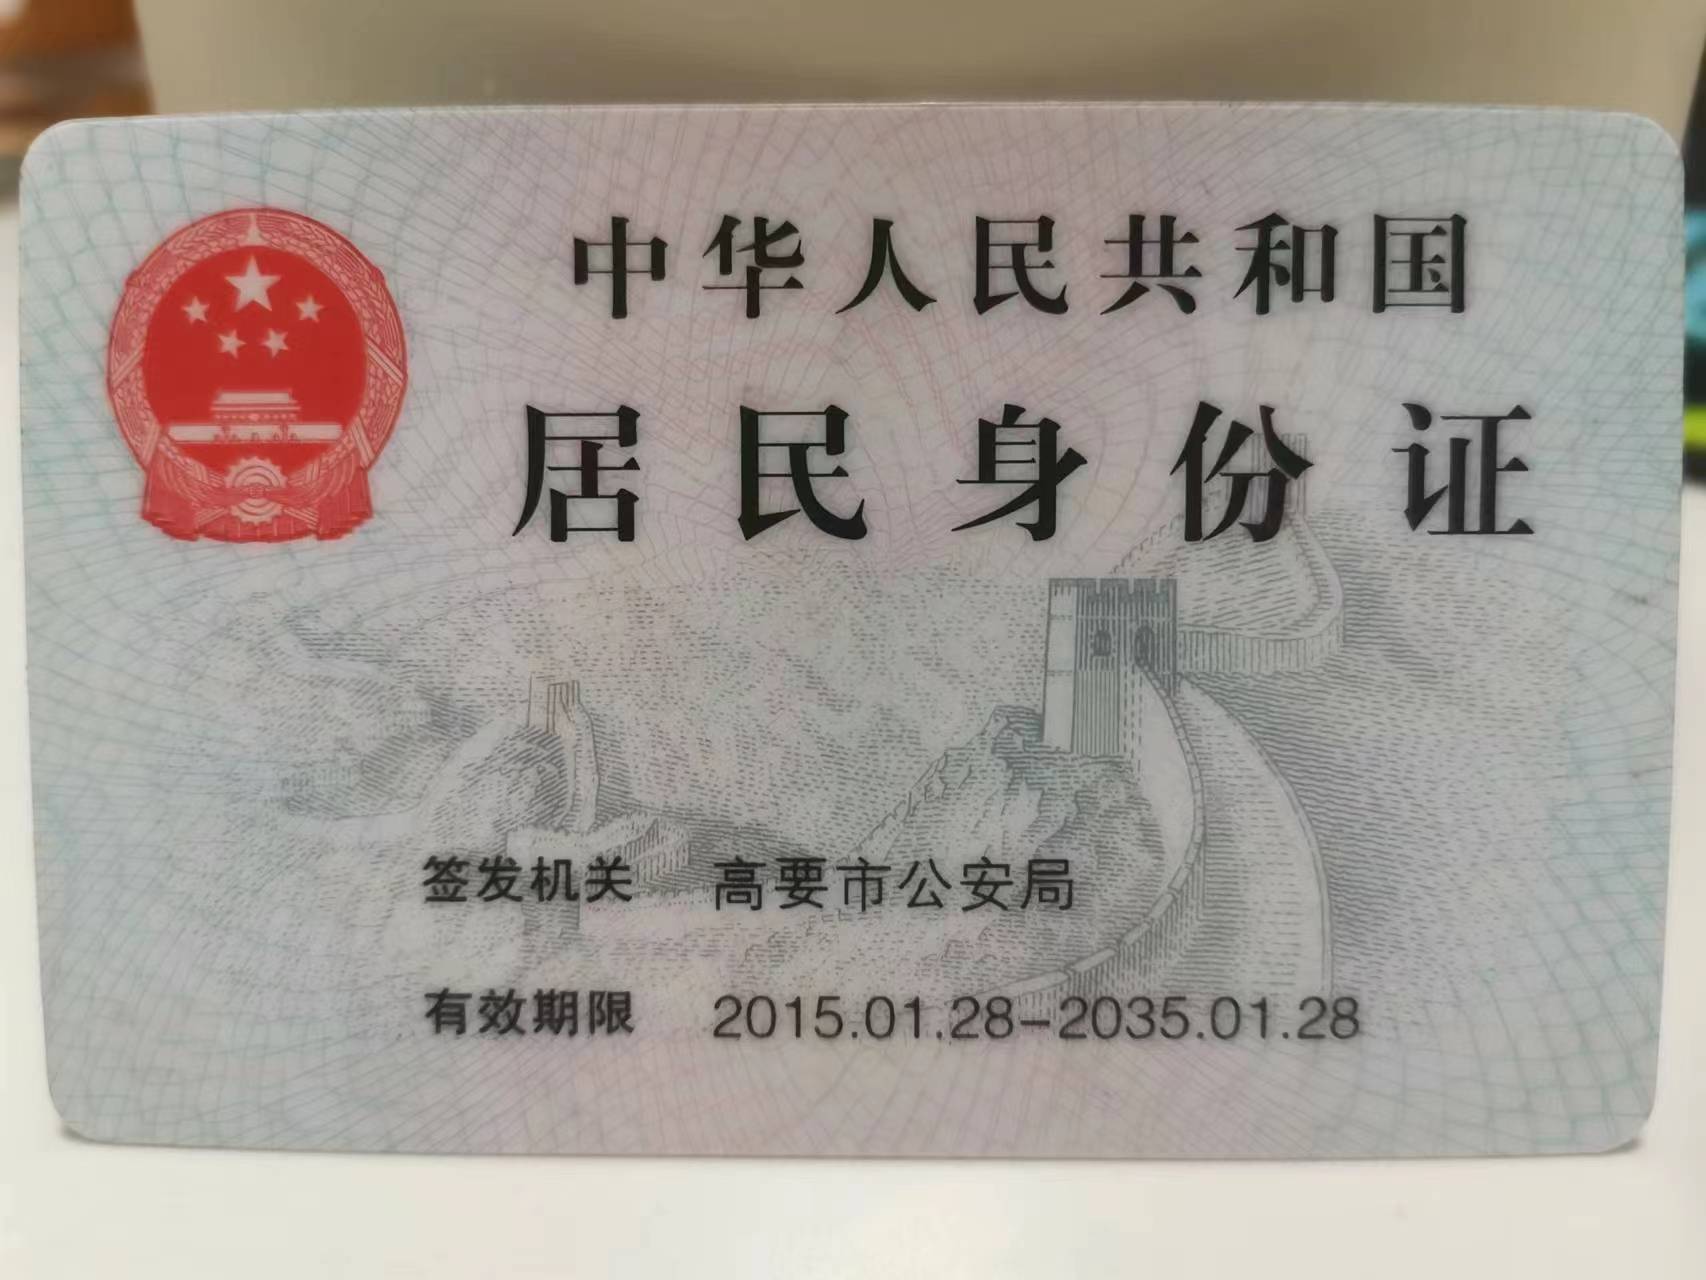 中华人民共和国
居民身份证
签发机关 高要市公安局
有效期限 2015.01.28-2035.01.28